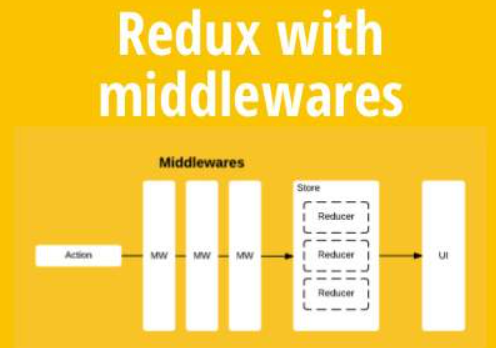 Redux with
middlewares
Middlewares
Store
Reducer
Action
MW
MW
MW
Reducer
UI
Reducer